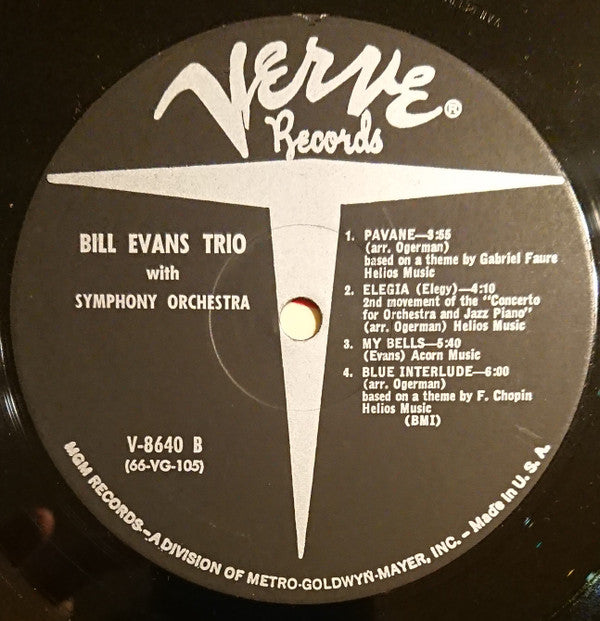 Verve ®
Records
BILL EVANS TRIO
with
SYMPHONY ORCHESTRA
V-8640 B
(66-VG-105)
1. PAVANE—3:55
(arr. Ogerman)
based on a theme by Gabriel Faure
Helios Music
2. ELEGIA (Elegy)—4:10
2nd movement of the "Concerto
for Orchestra and Jazz Piano"
(arr. Ogerman) Helios Music
3. MY BELLS—5:40
(Evans) Acorn Music
4. BLUE INTERLUDE—6:00
(arr. Ogerman)
based on a theme by F. Chopin
Helios Music
(BMI)
MGM RECORDS—A DIVISION OF METRO-GOLDWYN-MAYER, INC. – Made in U. S. A.